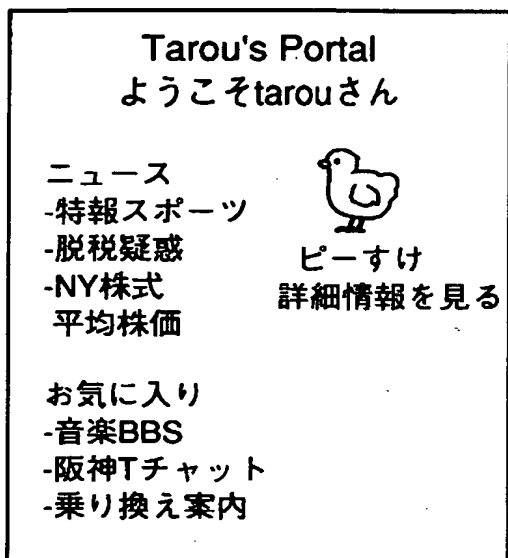 Tarou's Portal
ようこそtarouさん
ニュース
-特報スポーツ
-脱税疑惑
-NY株式
平均株価
ピーすけ
詳細情報を見る
お気に入り
-音楽BBS
-阪神Tチャット
-乗り換え案内